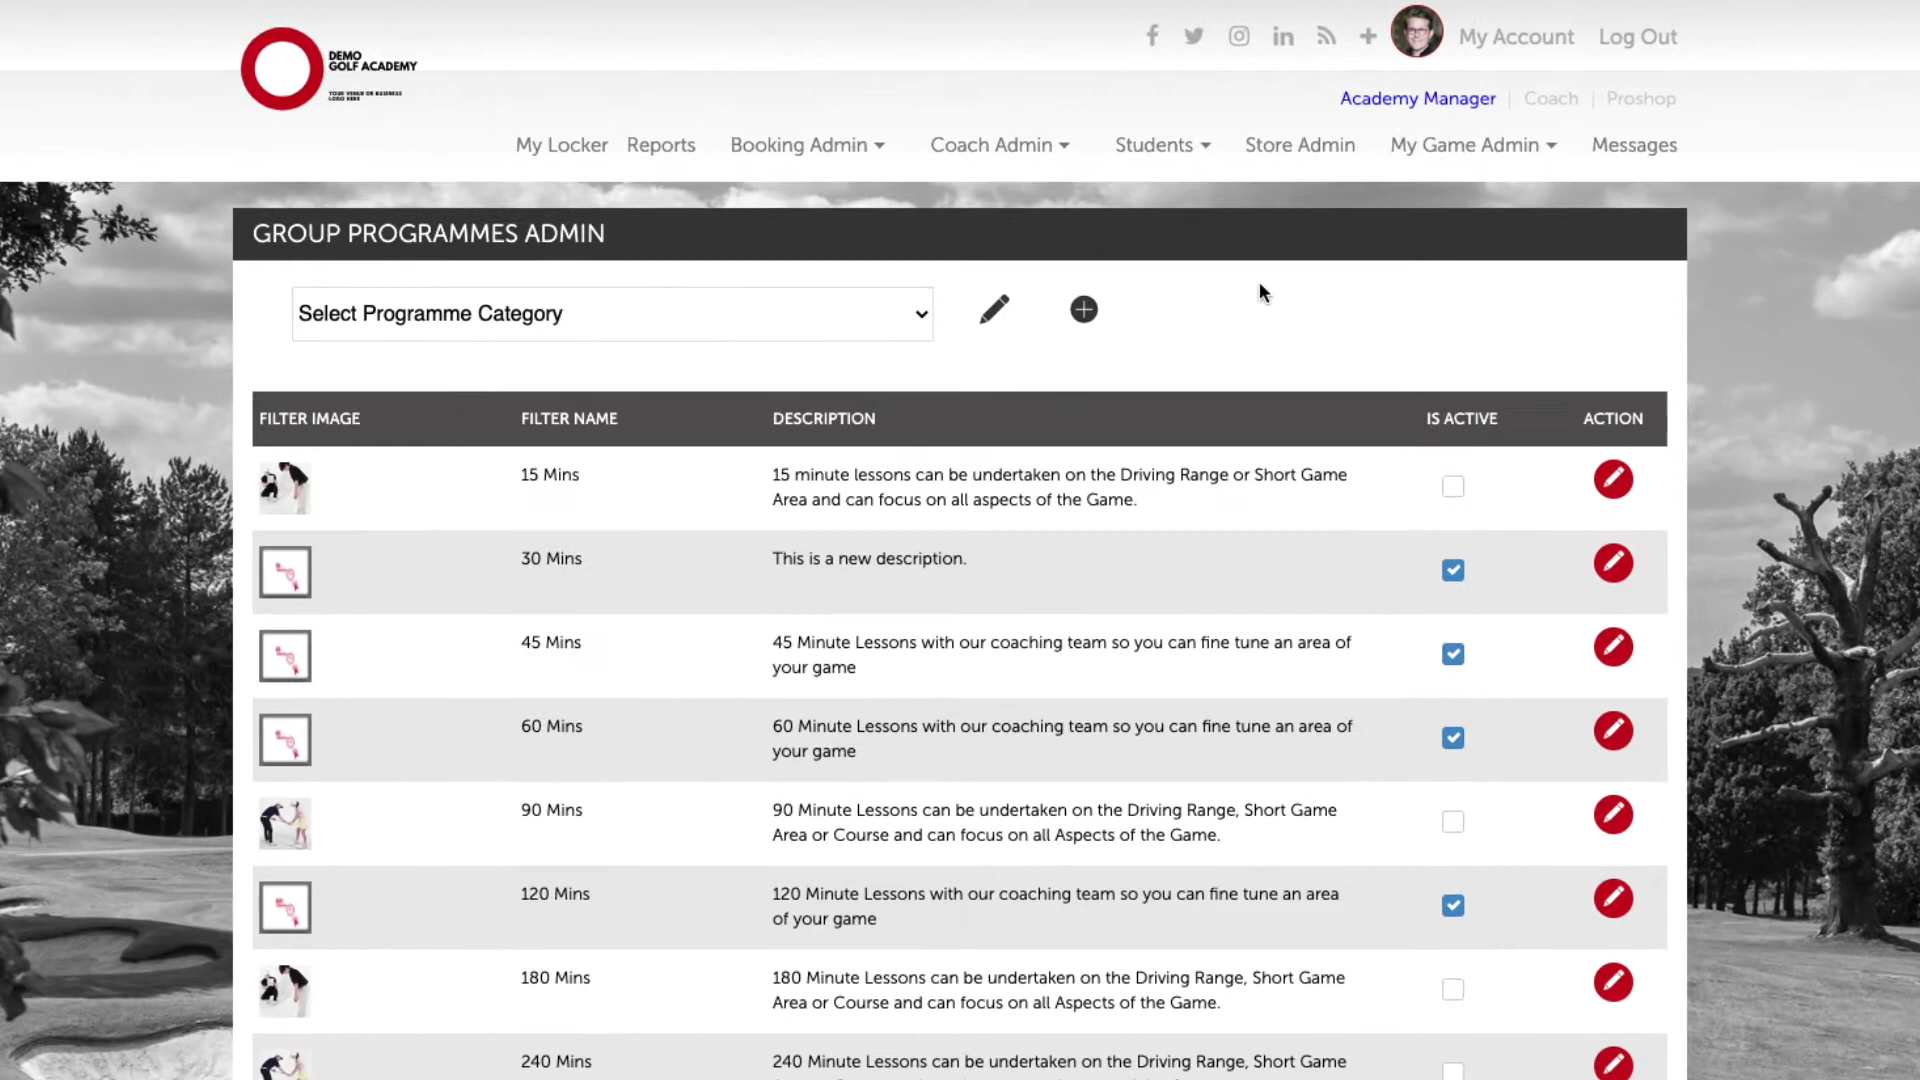 DEMO
GOLF ACADEMY
YOUR VENUE OR BUSINESS
LOGO HERE
My Account
Log Out
Academy Manager
Coach
Proshop
My Locker
Reports
Booking Admin
Coach Admin
Students
Store Admin
My Game Admin
Messages
GROUP PROGRAMMES ADMIN
Select Programme Category
FILTER IMAGE
FILTER NAME
DESCRIPTION
IS ACTIVE
ACTION
15 Mins
15 minute lessons can be undertaken on the Driving Range or Short Game
Area and can focus on all aspects of the Game.
30 Mins
This is a new description.
45 Mins
45 Minute Lessons with our coaching team so you can fine tune an area of
your game
60 Mins
60 Minute Lessons with our coaching team so you can fine tune an area of
your game
90 Mins
90 Minute Lessons can be undertaken on the Driving Range, Short Game
Area or Course and can focus on all Aspects of the Game.
120 Mins
120 Minute Lessons with our coaching team so you can fine tune an area
of your game
180 Mins
180 Minute Lessons can be undertaken on the Driving Range, Short Game
Area or Course and can focus on all Aspects of the Game.
240 Mins
240 Minute Lessons can be undertaken on the Driving Range, Short Game